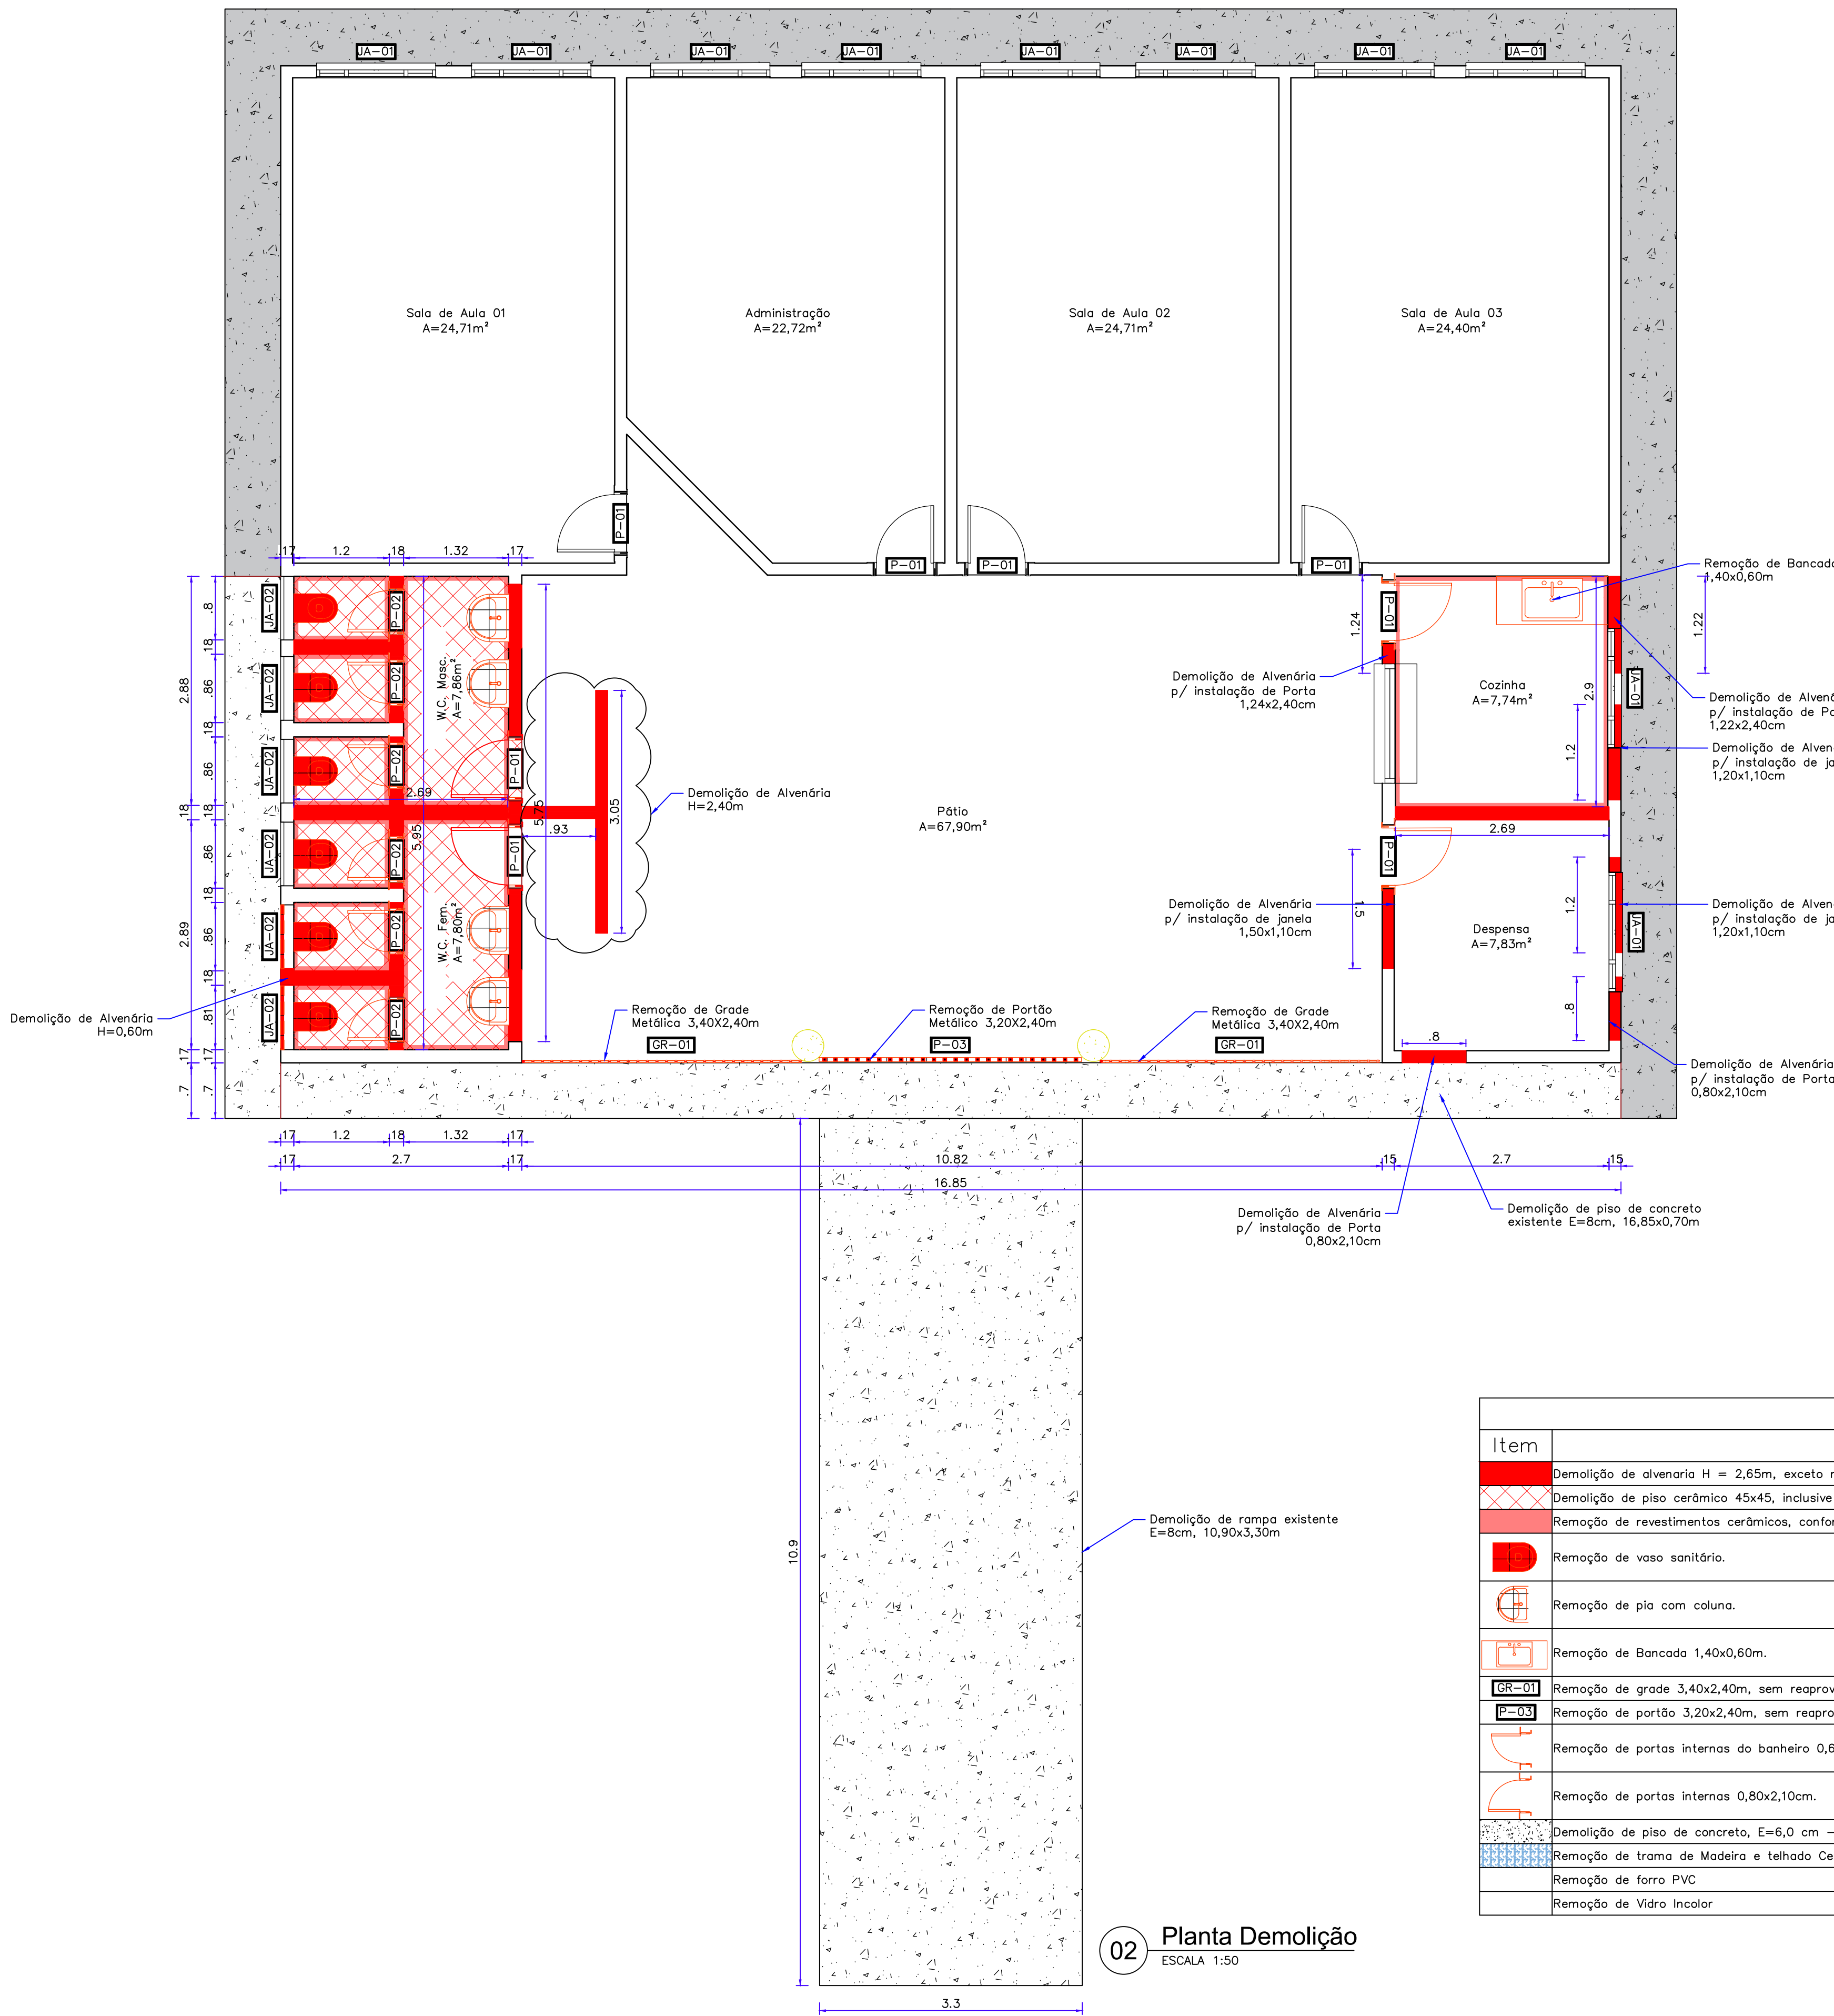 JA-01 JA-01 JA-01 JA-01 JA-01 JA-01 JA-01 JA-01
Sala de Aula 01
A=24,71m²
Administração
A=22,72m²
Sala de Aula 02
A=24,71m²
Sala de Aula 03
A=24,40m²
P-01
P-01
P-01
P-01
17 1.2 18 1.32 17
JA-02
JA-02
JA-02
JA-02
JA-02
JA-02
P-02
P-02
P-02
P-02
P-02
P-02
W.C. Masc.
A=7,86m²
W.C. Fem.
A=7,80m²
P-01
P-01
2.69
5.95
5.75
.93
3.05
2.88
18
2.89
17
.7
.8
18
.86
18
.86
18
.86
18
.86
18
.81
17
.7
Demolição de Alvenária
H=0,60m
Demolição de Alvenária
H=2,40m
Pátio
A=67,90m²
Demolição de Alvenária
p/ instalação de Porta
1,24x2,40cm
1.24
P-01
P-01
Cozinha
A=7,74m²
2.9
1.2
2.69
Despensa
A=7,83m²
1.2
.8
.8
1.5
Demolição de Alvenária
p/ instalação de janela
1,50x1,10cm
Remoção de Bancada
1,40x0,60m
1.22
JA-01
Demolição de
p/ instalação de
1,22x2,40cm
Demolição de
p/ instalação de
1,20x1,10cm
Demolição de
p/ instalação de
1,20x1,10cm
JA-01
Demolição de Alvenária
p/ instalação de Porta
0,80x2,10cm
Remoção de Grade
Metálica 3,40X2,40m
GR-01
Remoção de Portão
Metálico 3,20X2,40m
P-03
Remoção de Grade
Metálica 3,40X2,40m
GR-01
17 1.2 18 1.32 17
17 2.7 17 10.82 15 2.7 15
16.85
Demolição de Alvenária
p/ instalação de Porta
0,80x2,10cm
Demolição de piso de concreto
existente E=8cm, 16,85x0,70m
Demolição de rampa existente
E=8cm, 10,90x3,30m
10.9
3.3
02 Planta Demolição
ESCALA 1:50
Item
Demolição de alvenaria H = 2,65m, exceto
Demolição de piso cerâmico 45x45, inclusive
Remoção de revestimentos cerâmicos,
Remoção de vaso sanitário.
Remoção de pia com coluna.
Remoção de Bancada 1,40x0,60m.
GR-01 Remoção de grade 3,40x2,40m, sem
P-03 Remoção de portão 3,20x2,40m, sem
Remoção de portas internas do banheiro
Remoção de portas internas 0,80x2,10cm.
Demolição de piso de concreto, E=6,0 cm -
Remoção de trama de Madeira e telhado
Remoção de forro PVC
Remoção de Vidro Incolor